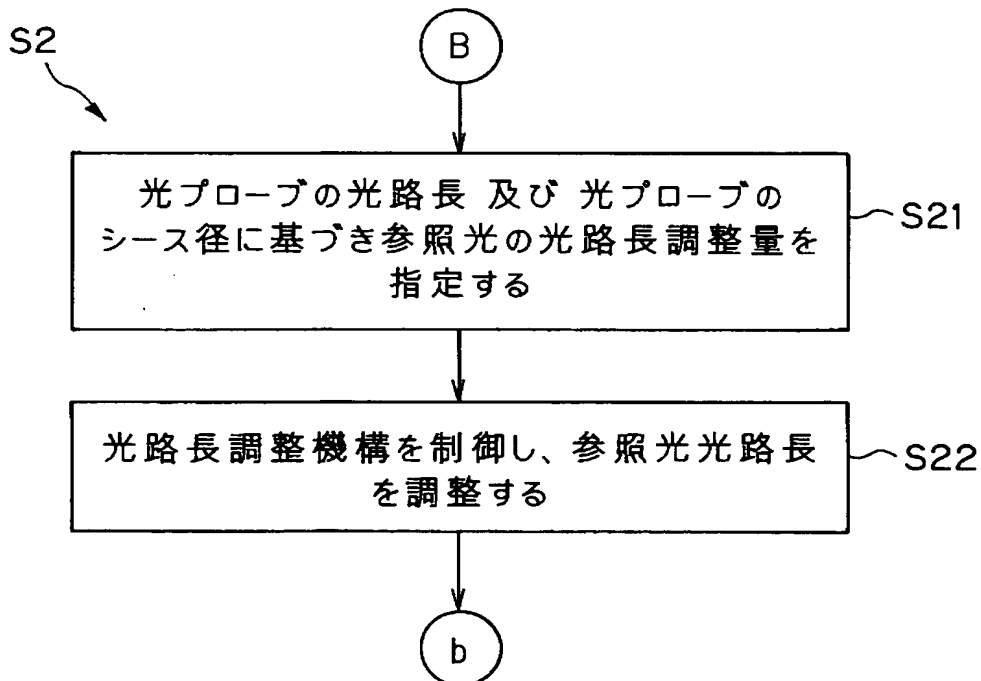 S2
B
光プローブの光路長 及び 光プローブの
シース径に基づき参照光の光路長調整量を
指定する
S21
光路長調整機構を制御し、参照光光路長
を調整する
S22
b